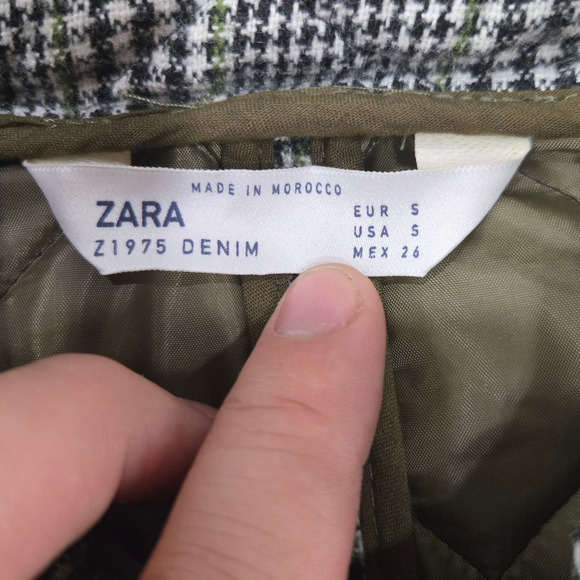 MADE IN MOROCCO
ZARA
Z1975 DENIM
EUR S
USA S
MEX 26